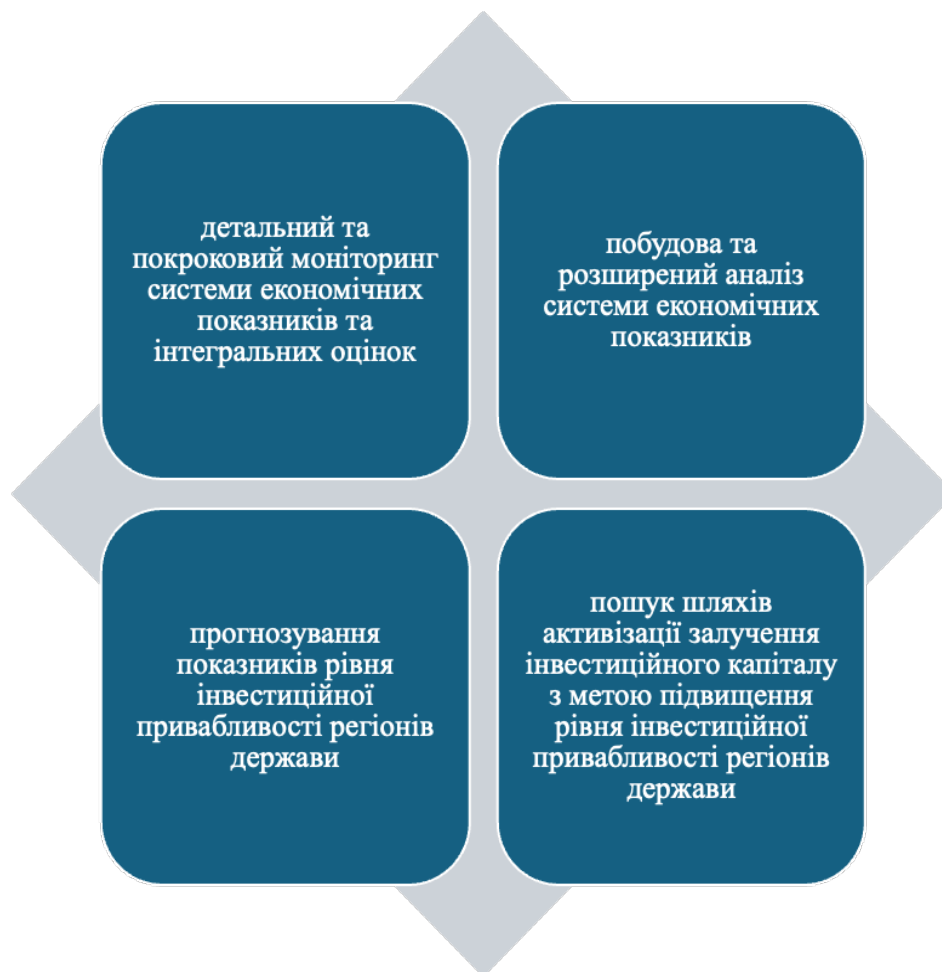 детальний та
покроковий моніторинг
системи економічних
показників та
інтегральних оцінок
побудова та
розширений аналіз
системи економічних
показників
прогнозування
показників рівня
інвестиційної
привабливості регіонів
держави
пошук шляхів
активізації залучення
інвестиційного капіталу
з метою підвищення
рівня інвестиційної
привабливості регіонів
держави